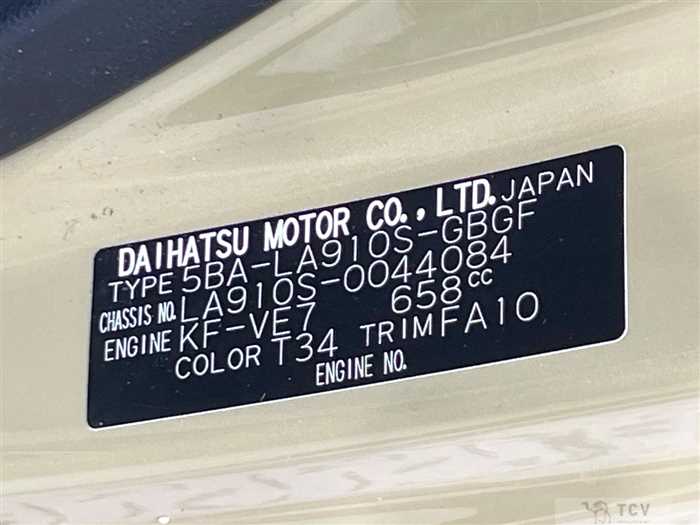 DAIHATSU MOTOR CO., LTD. JAPAN
TYPE 5BA-LA910S-GBGF
CHASSIS NO. LA910S-0044084
ENGINE KF-VE7 658cc
COLOR T34 TRIM FA10
ENGINE NO.
TCV